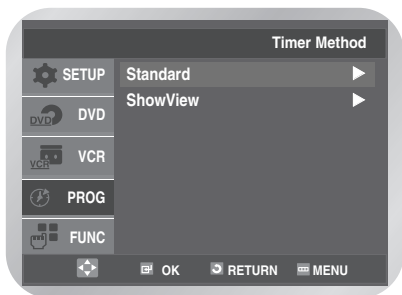 Timer Method
SETUP
Standard
ShowView
DVD DVD
VCR VCR
PROG
FUNC
OK RETURN MENU